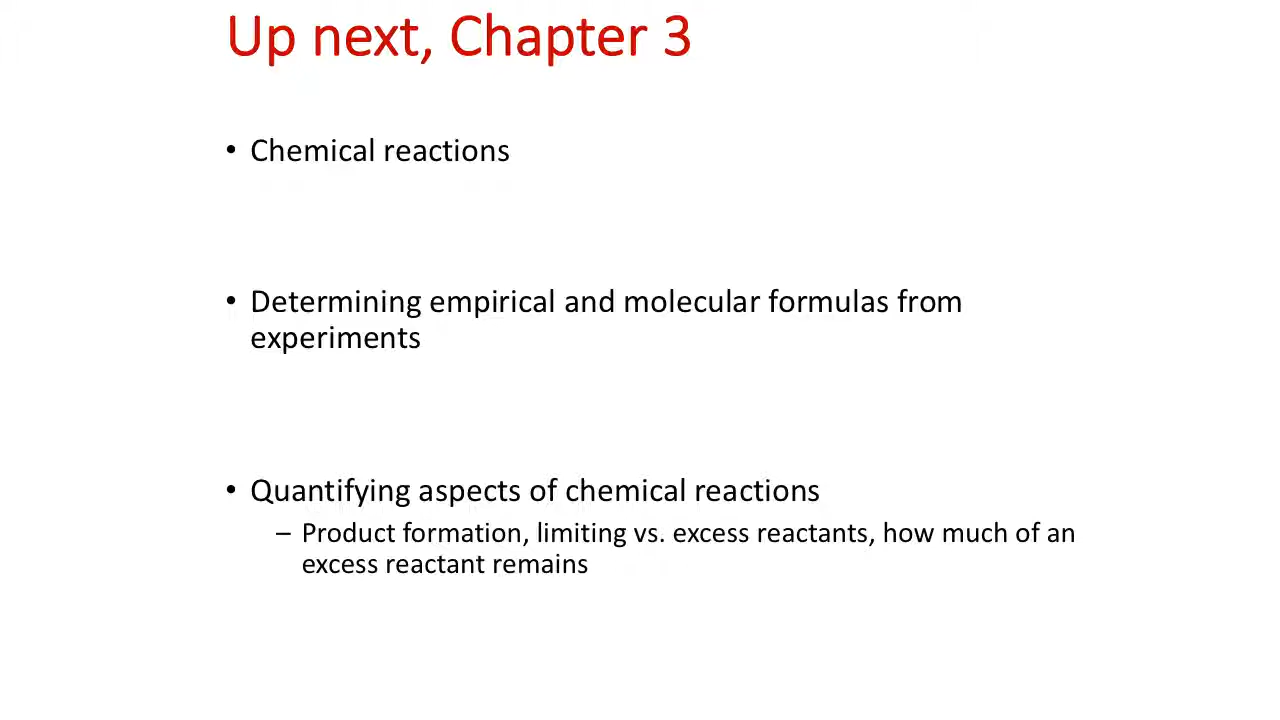 Up next, Chapter 3
• Chemical reactions
• Determining empirical and molecular formulas from
experiments
• Quantifying aspects of chemical reactions
– Product formation, limiting vs. excess reactants, how much of an
excess reactant remains